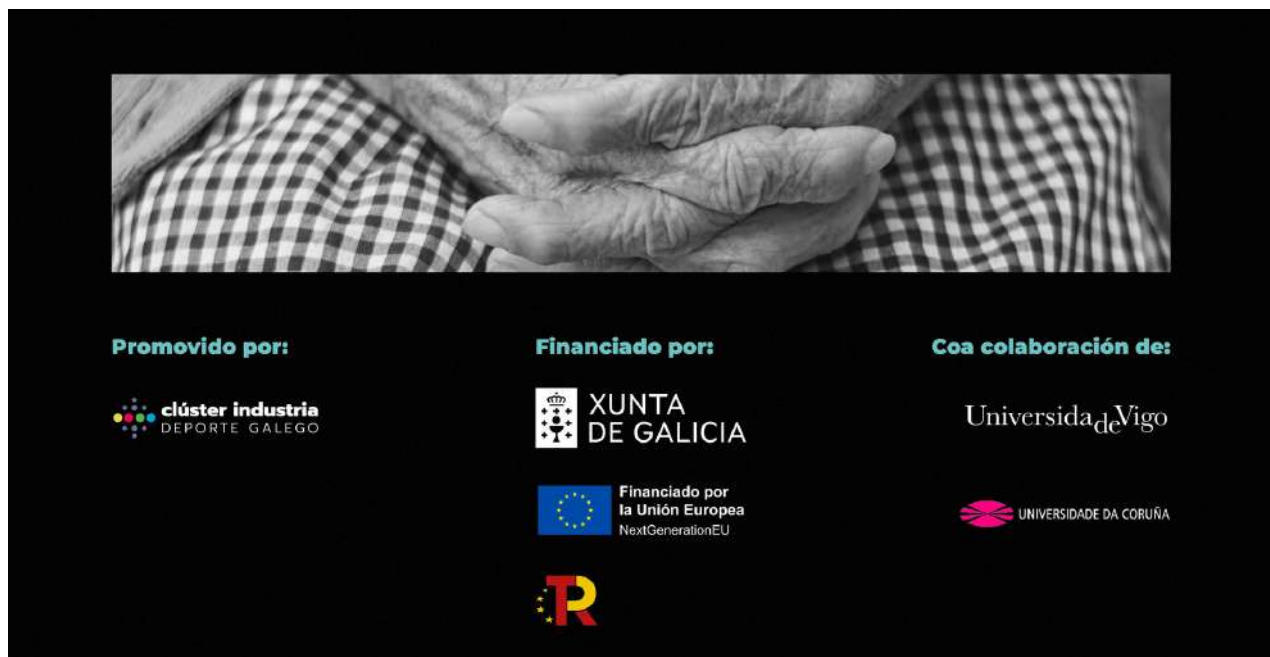 Promovido por:
clúster industria
DEPORTE GALEGO
Financiado por:
XUNTA
DE GALICIA
Financiado por
la Unión Europea
NextGenerationEU
TR
Coa colaboración de:
UniversidadeVigo
UNIVERSIDADE DA CORUÑA